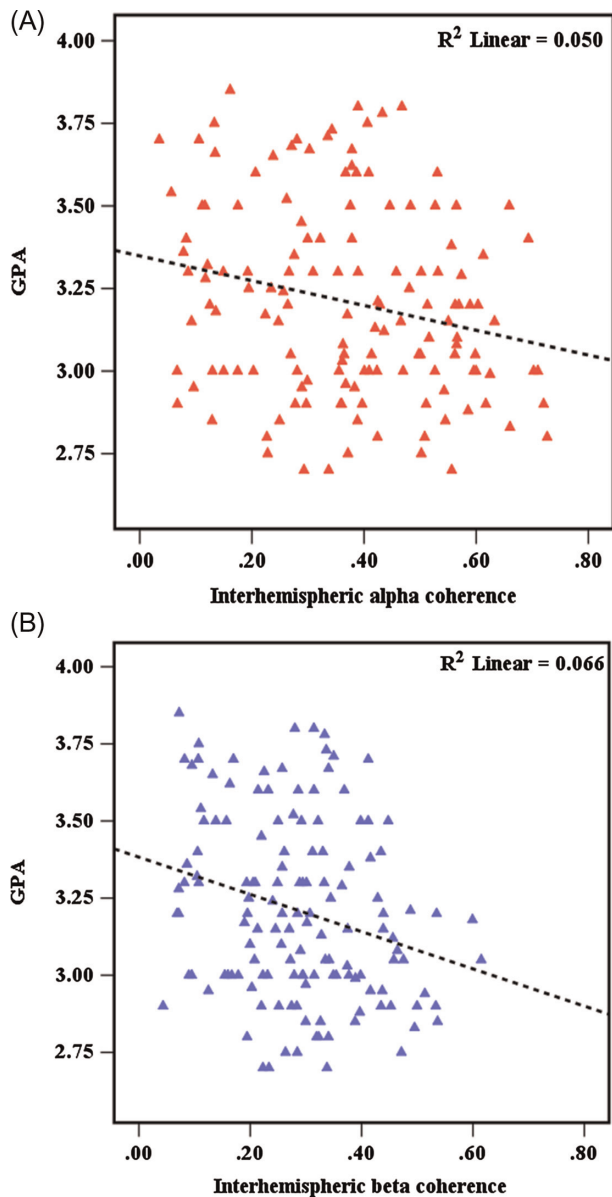 (A)
R² Linear = 0.050
4.00
3.75
3.50
3.25
3.00
2.75
GPA
.00 .20 .40 .60 .80
Interhemispheric alpha coherence
(B)
R² Linear = 0.066
4.00
3.75
3.50
3.25
3.00
2.75
GPA
.00 .20 .40 .60 .80
Interhemispheric beta coherence